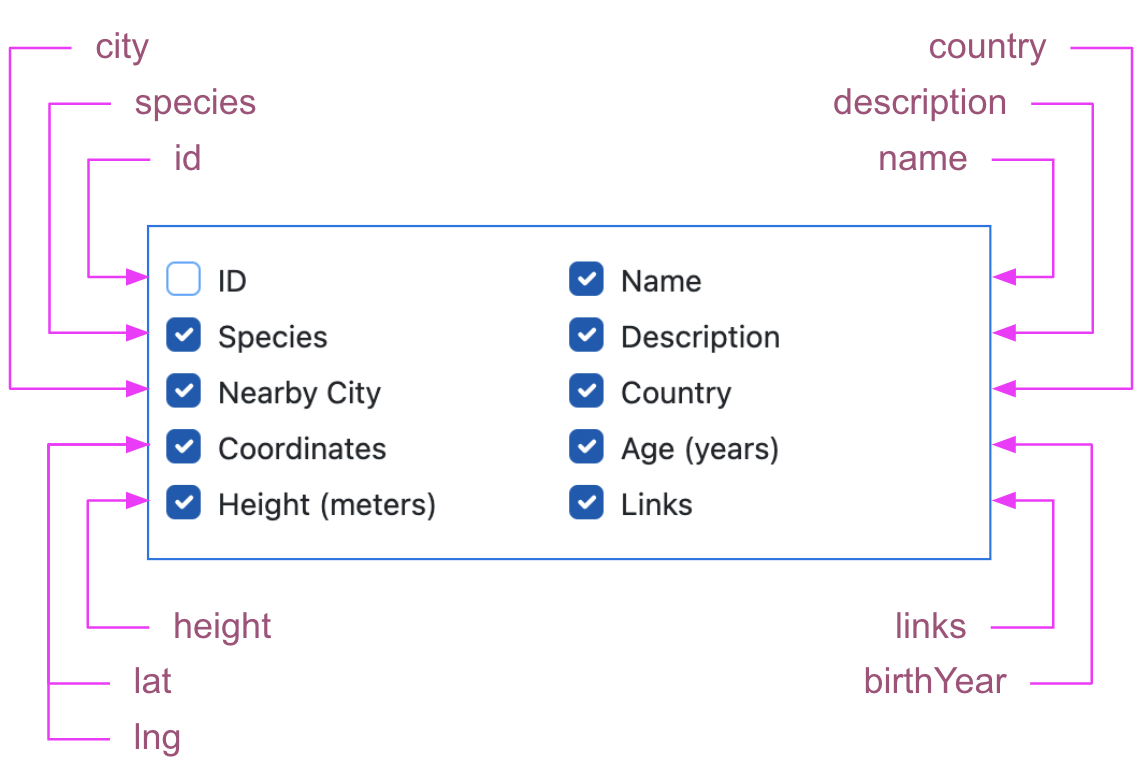 city
country
species
description
id
name
ID
Name
Species
Description
Nearby City
Country
Coordinates
Age (years)
Height (meters)
Links
height
links
lat
birthYear
lng